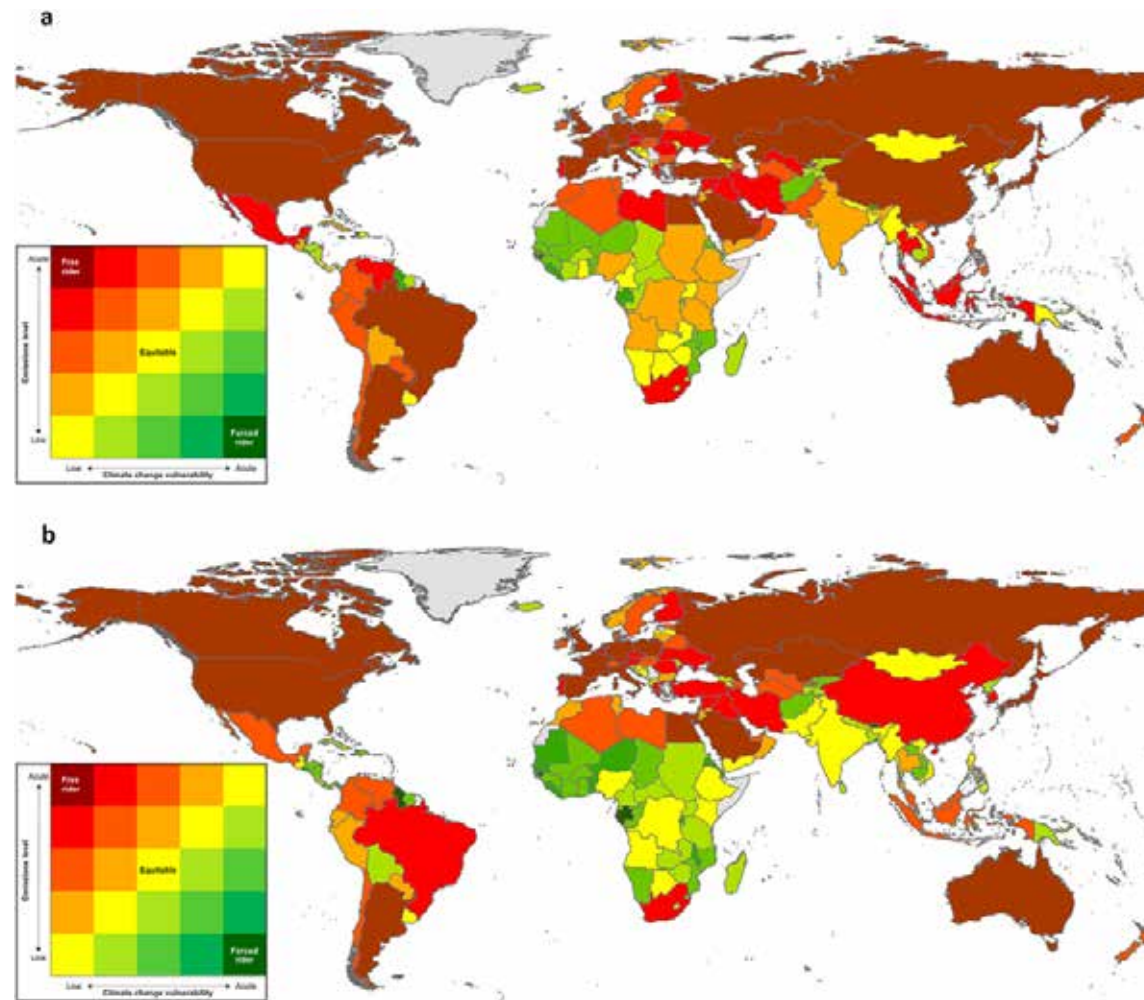 a
Acute
Free
rider
Emissions level
Equitable
Low
Forced
rider
Low
Acute
Climate change vulnerability
b
Acute
Free
rider
Emissions level
Equitable
Low
Forced
rider
Low
Acute
Climate change vulnerability